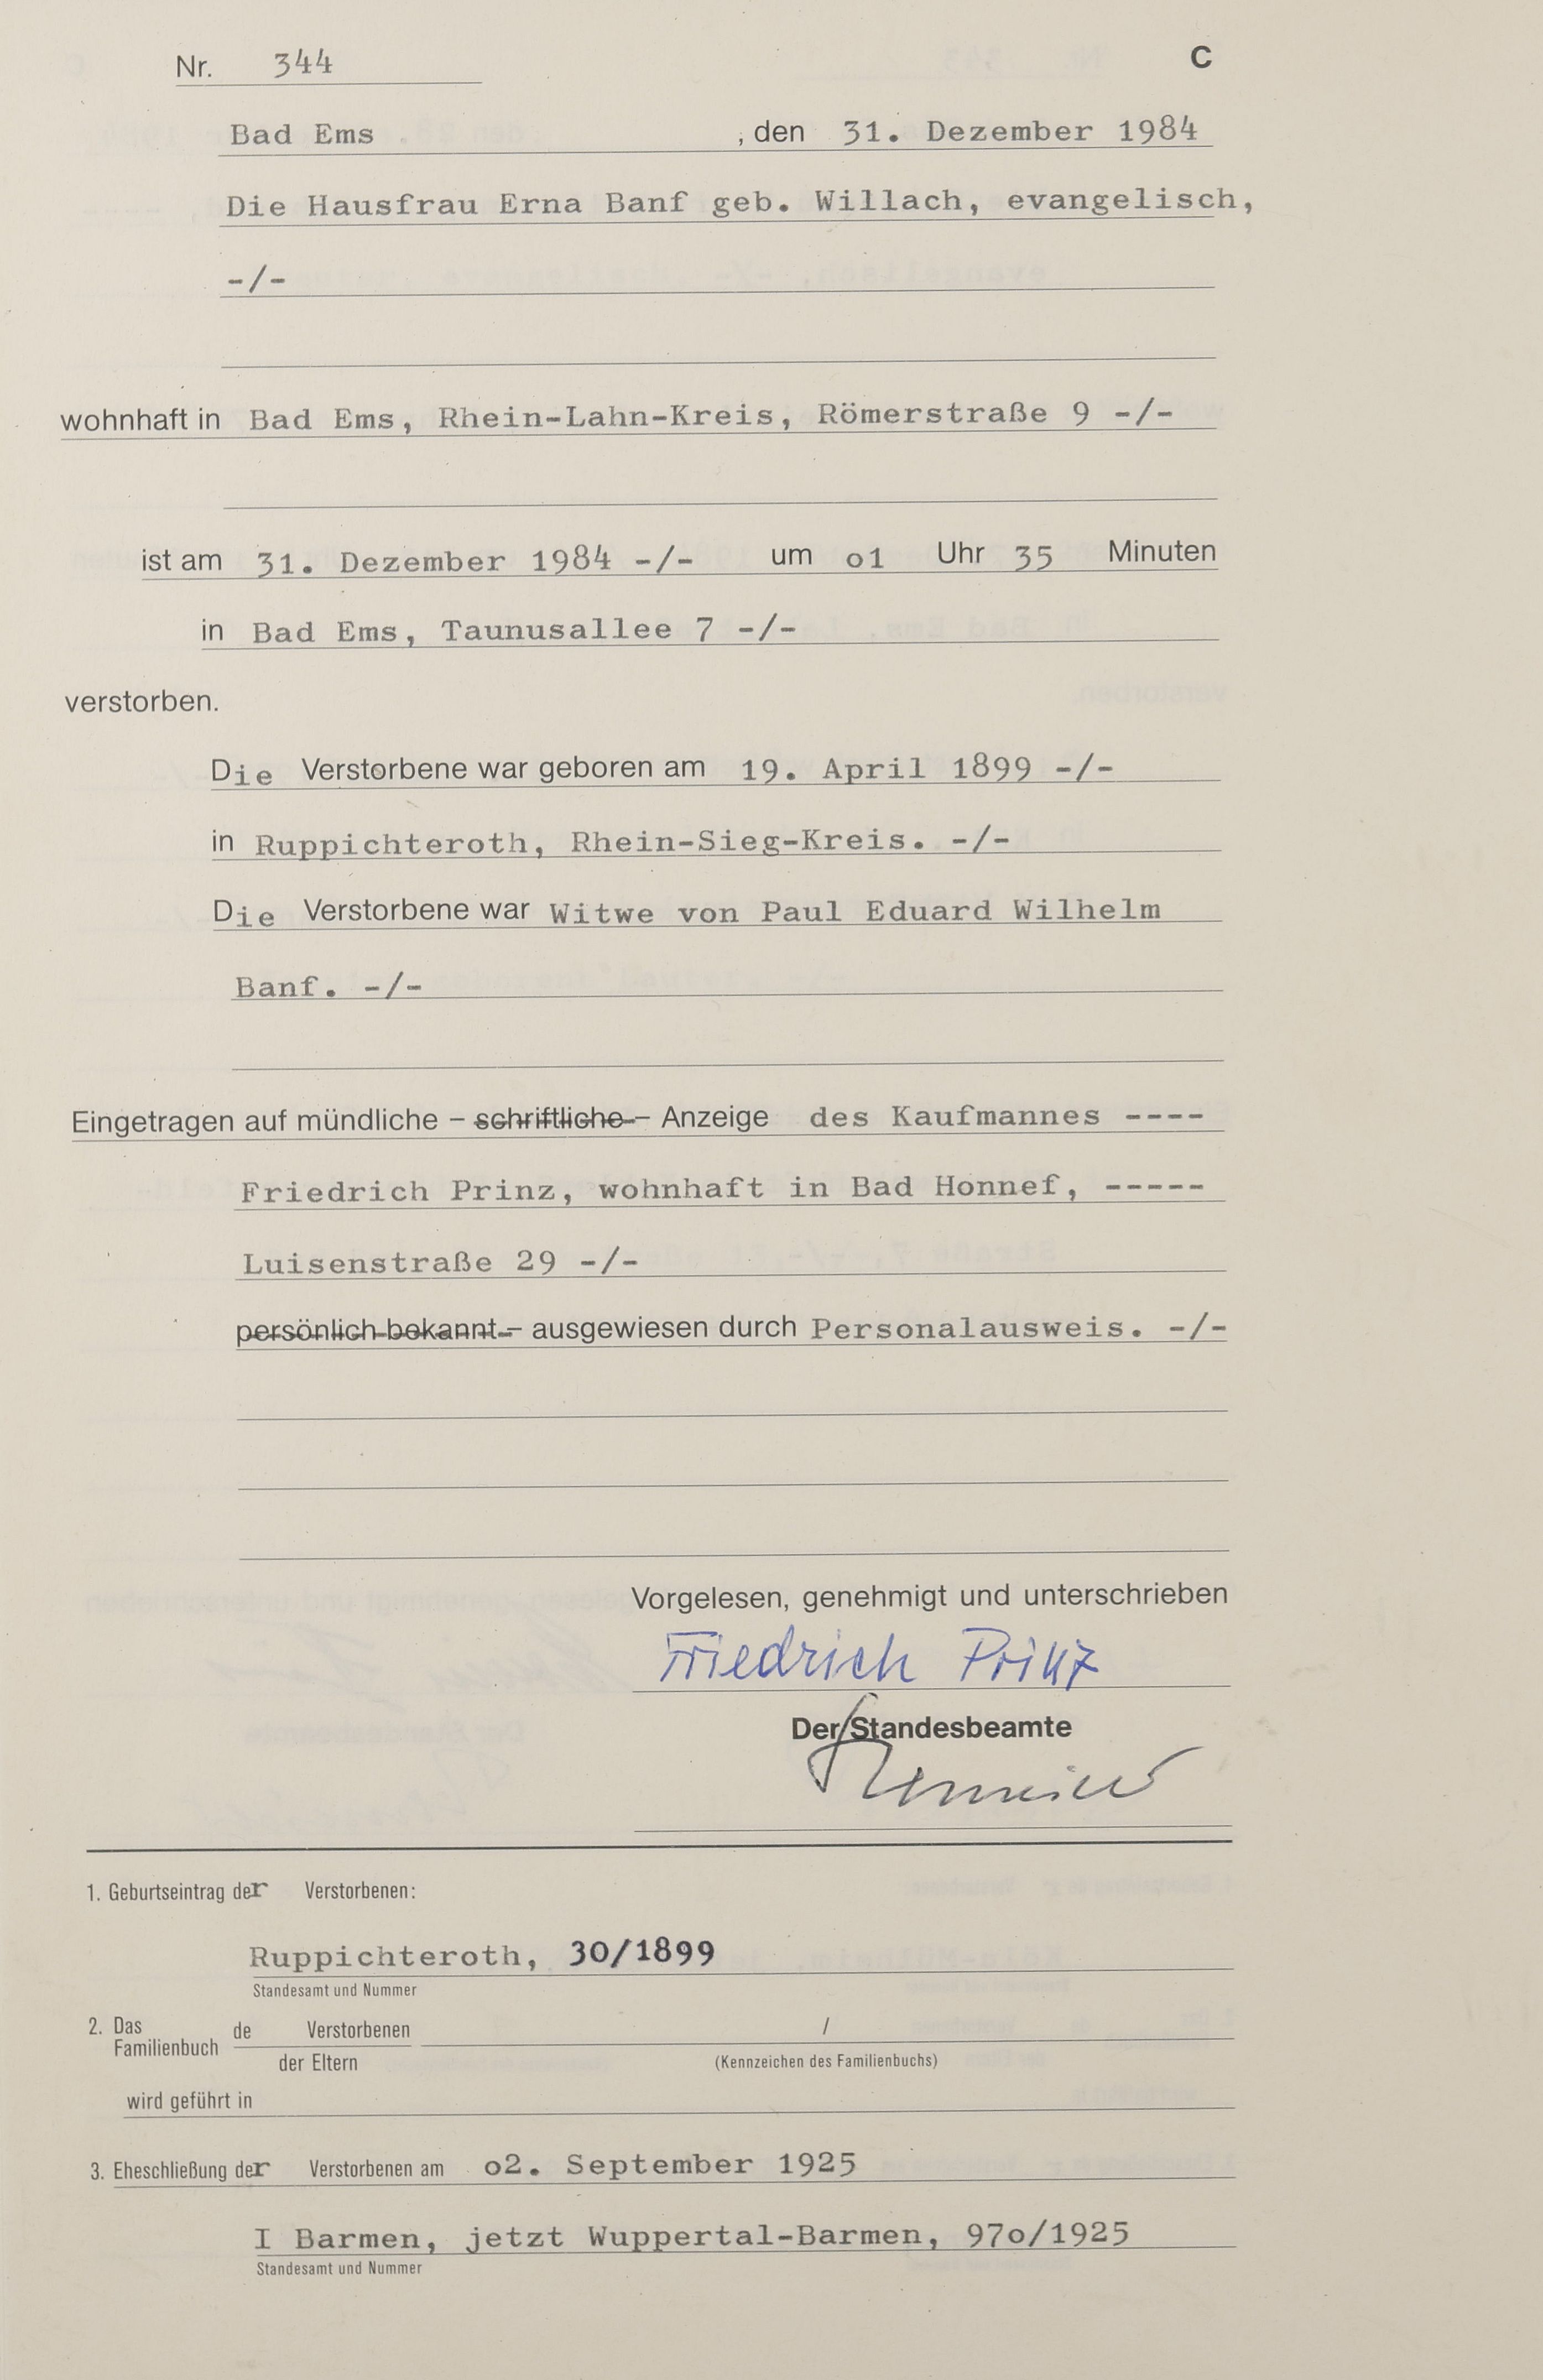 Nr. 344 C
Bad Ems , den 31. Dezember 1984
Die Hausfrau Erna Banf geb. Willach, evangelisch,
-/-
wohnhaft in Bad Ems, Rhein-Lahn-Kreis, Römerstraße 9 -/-
ist am 31. Dezember 1984 -/- um o1 Uhr 35 Minuten
in Bad Ems, Taunusallee 7 -/-
verstorben.
Die Verstorbene war geboren am 19. April 1899 -/-
in Ruppichteroth, Rhein-Sieg-Kreis. -/-
Die Verstorbene war Witwe von Paul Eduard Wilhelm
Banf. -/-
Eingetragen auf mündliche – schriftliche – Anzeige des Kaufmannes ----
Friedrich Prinz, wohnhaft in Bad Honnef, -----
Luisenstraße 29 -/-
persönlich bekannt – ausgewiesen durch Personalausweis. -/-
Vorgelesen, genehmigt und unterschrieben
Friedrich Prinz
Der Standesbeamte
1. Geburtseintrag der Verstorbenen:
Ruppichteroth, 30/1899
Standesamt und Nummer
2. Das Familienbuch de Verstorbenen /
der Eltern (Kennzeichen des Familienbuchs)
wird geführt in
3. Eheschließung der Verstorbenen am o2. September 1925
I Barmen, jetzt Wuppertal-Barmen, 97o/1925
Standesamt und Nummer